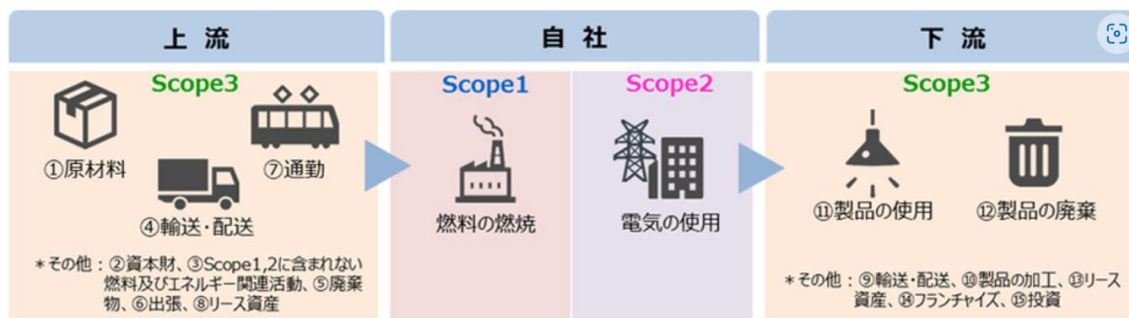 上流
自社
下流
Scope3
①原材料
⑦通勤
④輸送・配送
＊その他：②資本財、③Scope1,2に含まれない
燃料及びエネルギー関連活動、⑤廃棄
物、⑥出張、⑧リース資産
Scope1
燃料の燃焼
Scope2
電気の使用
Scope3
⑪製品の使用
⑫製品の廃棄
＊その他：⑨輸送・配送、⑩製品の加工、⑬リース
資産、⑭フランチャイズ、⑮投資